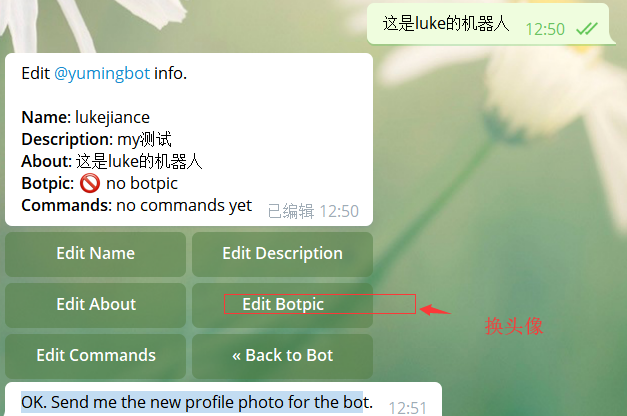 这是luke的机器人 12:50
Edit @yumingbot info.
Name: lukejiance
Description: my测试
About: 这是luke的机器人
Botpic: 🚫 no botpic
Commands: no commands yet 已编辑 12:50
Edit Name Edit Description
Edit About Edit Botpic
换头像
Edit Commands « Back to Bot
OK. Send me the new profile photo for the bot. 12:51